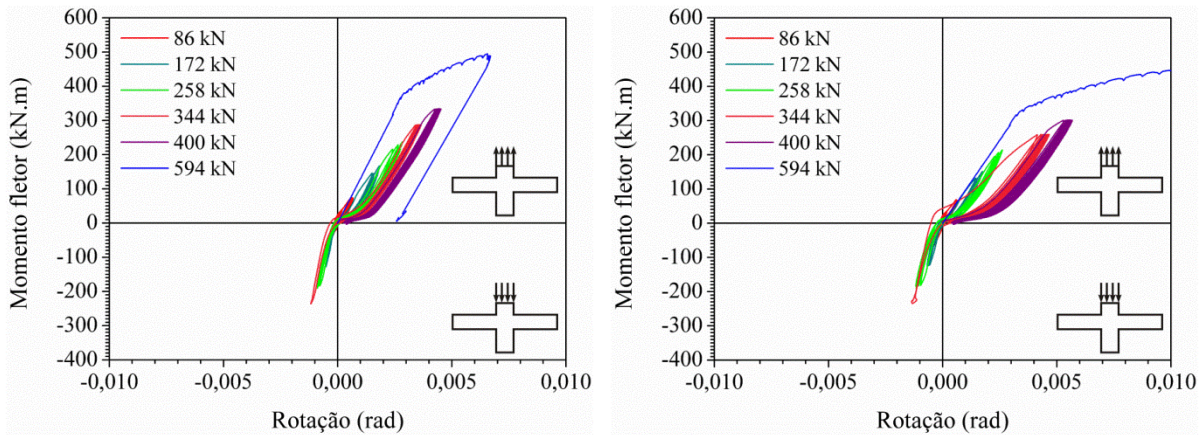 600
500
400
300
200
100
0
-100
-200
-300
-400
Momento fletor (kN.m)
86 kN
172 kN
258 kN
344 kN
400 kN
594 kN
-0,010 -0,005 0,000 0,005 0,010
Rotação (rad)
600
500
400
300
200
100
0
-100
-200
-300
-400
Momento fletor (kN.m)
86 kN
172 kN
258 kN
344 kN
400 kN
594 kN
-0,010 -0,005 0,000 0,005 0,010
Rotação (rad)